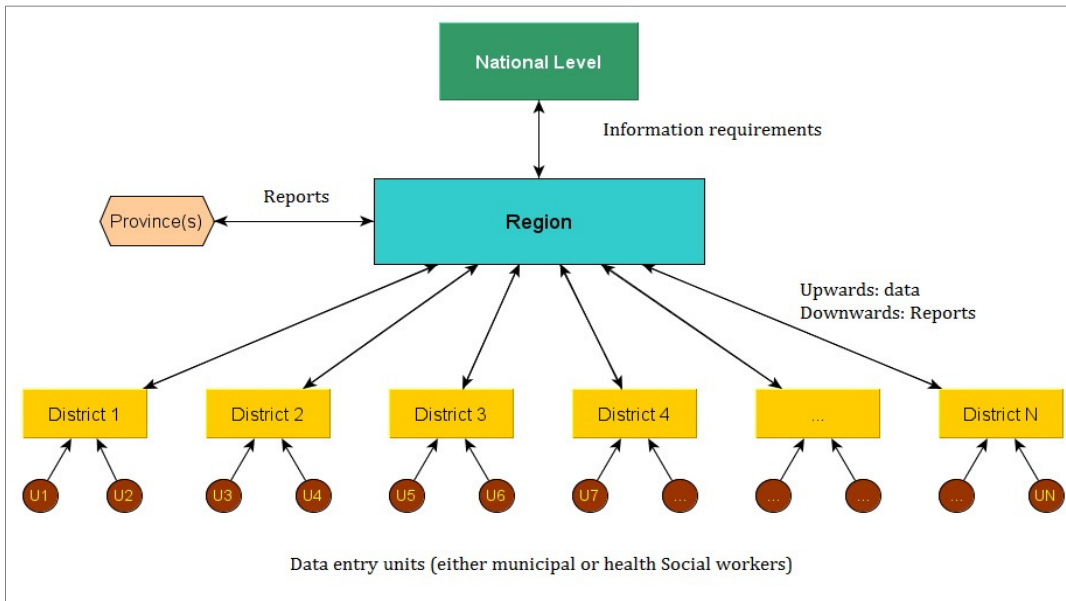 National Level
Information requirements
Reports
Province(s)
Region
Upwards: data
Downwards: Reports
District 1
District 2
District 3
District 4
...
District N
U1
U2
U3
U4
U5
U6
U7
...
...
...
...
UN
Data entry units (either municipal or health Social workers)